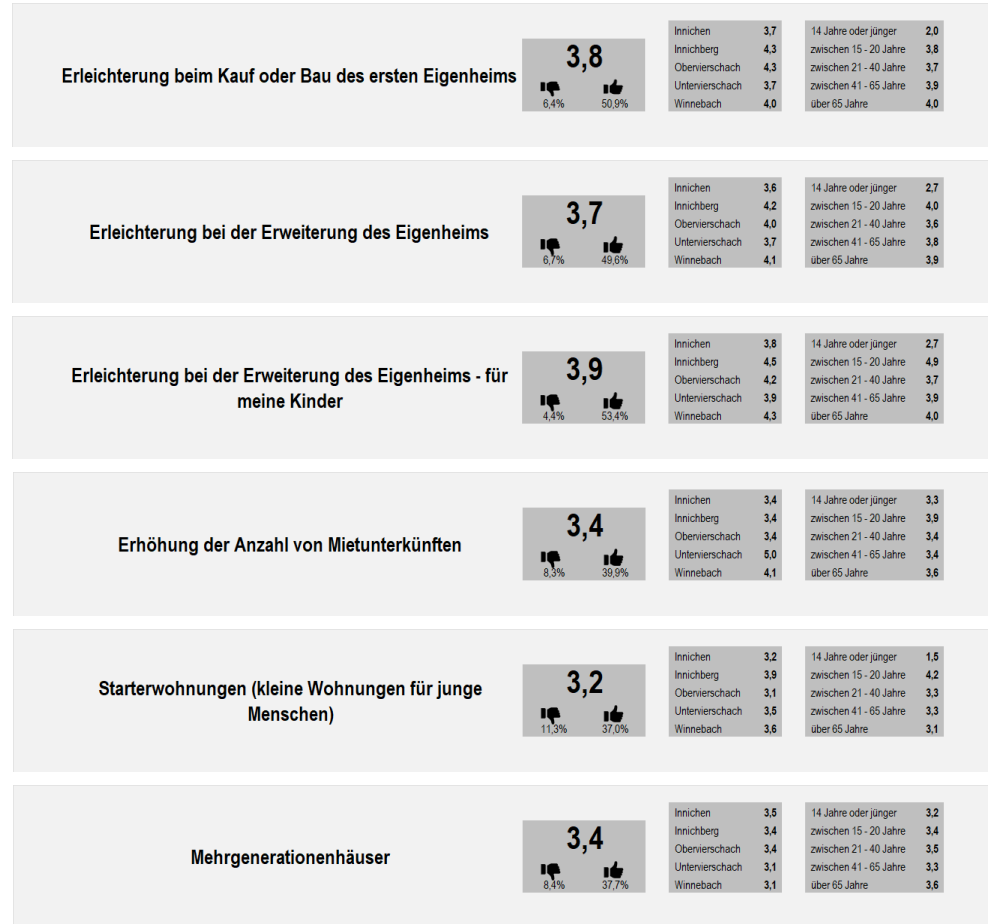 Erleichterung beim Kauf oder Bau des ersten Eigenheims
3,8
6,4% 50,9%
Innichen 3,7
Innichberg 4,3
Obervierschach 4,3
Untervierschach 3,7
Winnebach 4,0
14 Jahre oder jünger 2,0
zwischen 15 - 20 Jahre 3,8
zwischen 21 - 40 Jahre 3,7
zwischen 41 - 65 Jahre 3,9
über 65 Jahre 4,0
Erleichterung bei der Erweiterung des Eigenheims
3,7
6,7% 49,6%
Innichen 3,6
Innichberg 4,2
Obervierschach 4,0
Untervierschach 3,7
Winnebach 4,1
14 Jahre oder jünger 2,7
zwischen 15 - 20 Jahre 4,0
zwischen 21 - 40 Jahre 3,6
zwischen 41 - 65 Jahre 3,8
über 65 Jahre 3,9
Erleichterung bei der Erweiterung des Eigenheims - für
meine Kinder
3,9
4,4% 53,4%
Innichen 3,8
Innichberg 4,5
Obervierschach 4,2
Untervierschach 3,9
Winnebach 4,3
14 Jahre oder jünger 2,7
zwischen 15 - 20 Jahre 4,9
zwischen 21 - 40 Jahre 3,7
zwischen 41 - 65 Jahre 3,9
über 65 Jahre 4,0
Erhöhung der Anzahl von Mietunterkünften
3,4
8,3% 39,9%
Innichen 3,4
Innichberg 3,4
Obervierschach 3,4
Untervierschach 5,0
Winnebach 4,1
14 Jahre oder jünger 3,3
zwischen 15 - 20 Jahre 3,9
zwischen 21 - 40 Jahre 3,4
zwischen 41 - 65 Jahre 3,4
über 65 Jahre 3,6
Starterwohnungen (kleine Wohnungen für junge
Menschen)
3,2
11,3% 37,0%
Innichen 3,2
Innichberg 3,9
Obervierschach 3,1
Untervierschach 3,5
Winnebach 3,6
14 Jahre oder jünger 1,5
zwischen 15 - 20 Jahre 4,2
zwischen 21 - 40 Jahre 3,3
zwischen 41 - 65 Jahre 3,3
über 65 Jahre 3,1
Mehrgenerationenhäuser
3,4
8,4% 37,7%
Innichen 3,5
Innichberg 3,4
Obervierschach 3,4
Untervierschach 3,1
Winnebach 3,1
14 Jahre oder jünger 3,2
zwischen 15 - 20 Jahre 3,4
zwischen 21 - 40 Jahre 3,5
zwischen 41 - 65 Jahre 3,3
über 65 Jahre 3,6